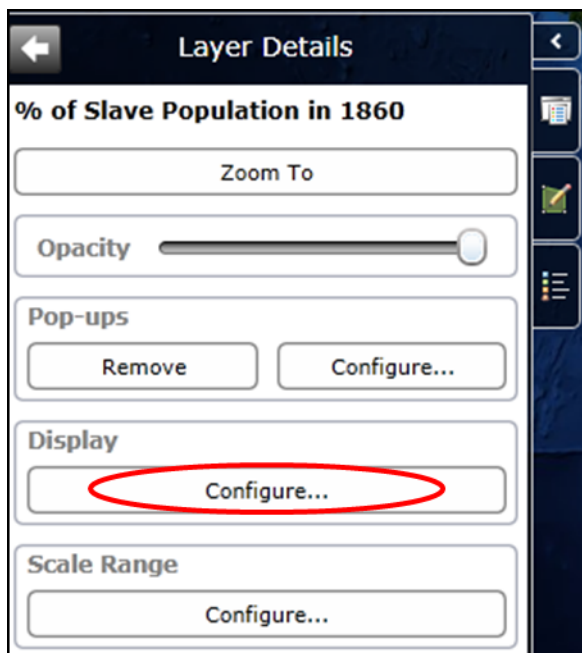 Layer Details
% of Slave Population in 1860
Zoom To
Opacity
Pop-ups
Remove Configure...
Display
Configure...
Scale Range
Configure...